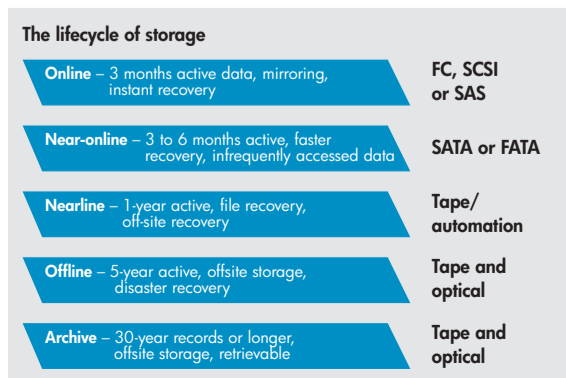 The lifecycle of storage
Online – 3 months active data, mirroring,
instant recovery
FC, SCSI
or SAS
Near-online – 3 to 6 months active, faster
recovery, infrequently accessed data
SATA or FATA
Nearline – 1-year active, file recovery,
off-site recovery
Tape/
automation
Offline – 5-year active, offsite storage,
disaster recovery
Tape and
optical
Archive – 30-year records or longer,
offsite storage, retrievable
Tape and
optical